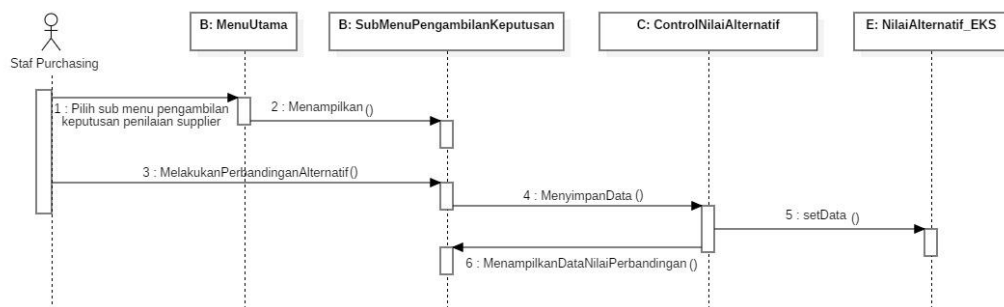 B: MenuUtama
B: SubMenuPengambilanKeputusan
C: ControlNilaiAlternatif
E: NilaiAlternatif_EKS
Staf Purchasing
1 : Pilih sub menu pengambilan
keputusan penilaian supplier
2 : Menampilkan ()
3 : MelakukanPerbandinganAlternatif()
4 : MenyimpanData ()
5 : setData ()
6 : MenampilkanDataNilaiPerbandingan()